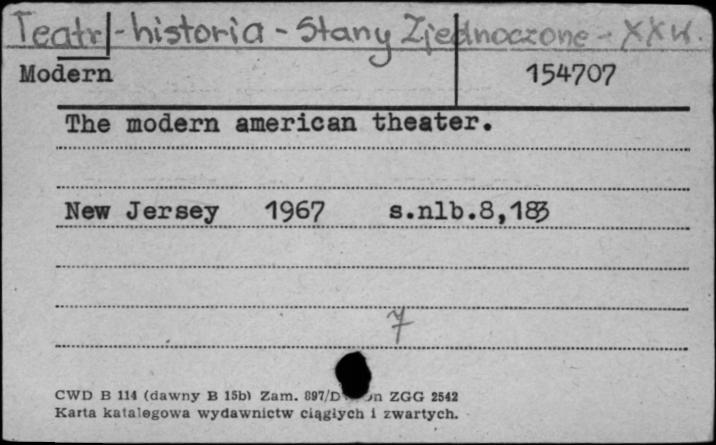 Teatr - historia - Stany Zjednoczone - XX w.
Modern 154707
The modern american theater.
New Jersey 1967 s.nlb.8,183
7
CWD B 114 (dawny B 15b) Zam. 897/D ZGG 2542
Karta katalogowa wydawnictw ciągłych i zwartych.